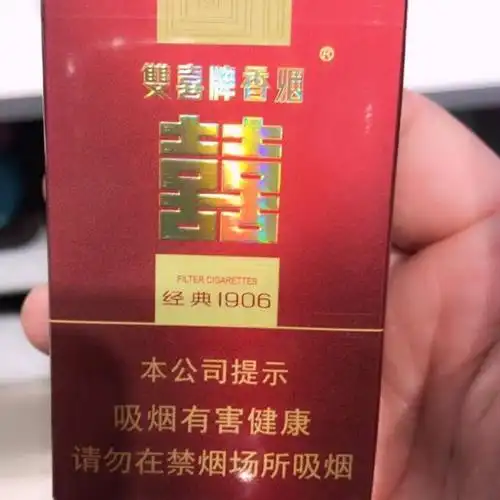 雙喜牌香烟®
囍
FILTER CIGARETTES
经典1906
本公司提示
吸烟有害健康
请勿在禁烟场所吸烟